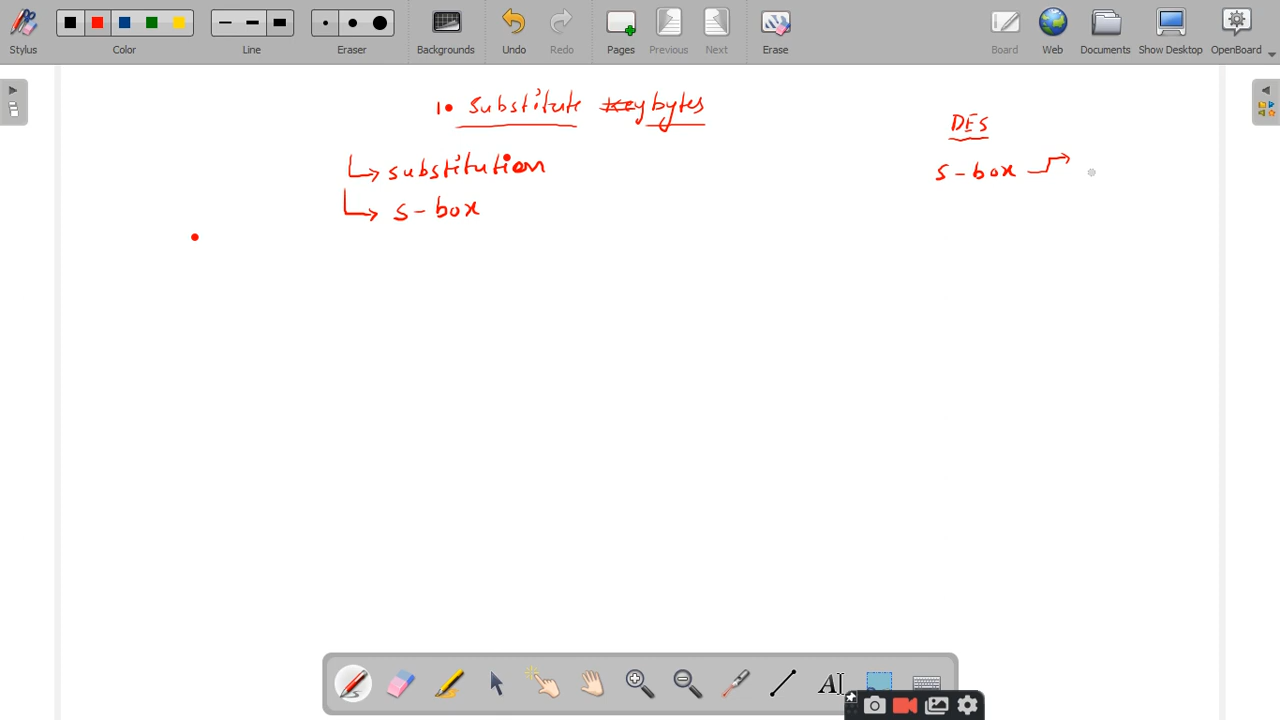 Stylus Color Line Eraser Backgrounds Undo Redo Pages Previous Next Erase Board Web Documents Show Desktop OpenBoard
1. Substitute key bytes
DES
substitution
s-box
s-box